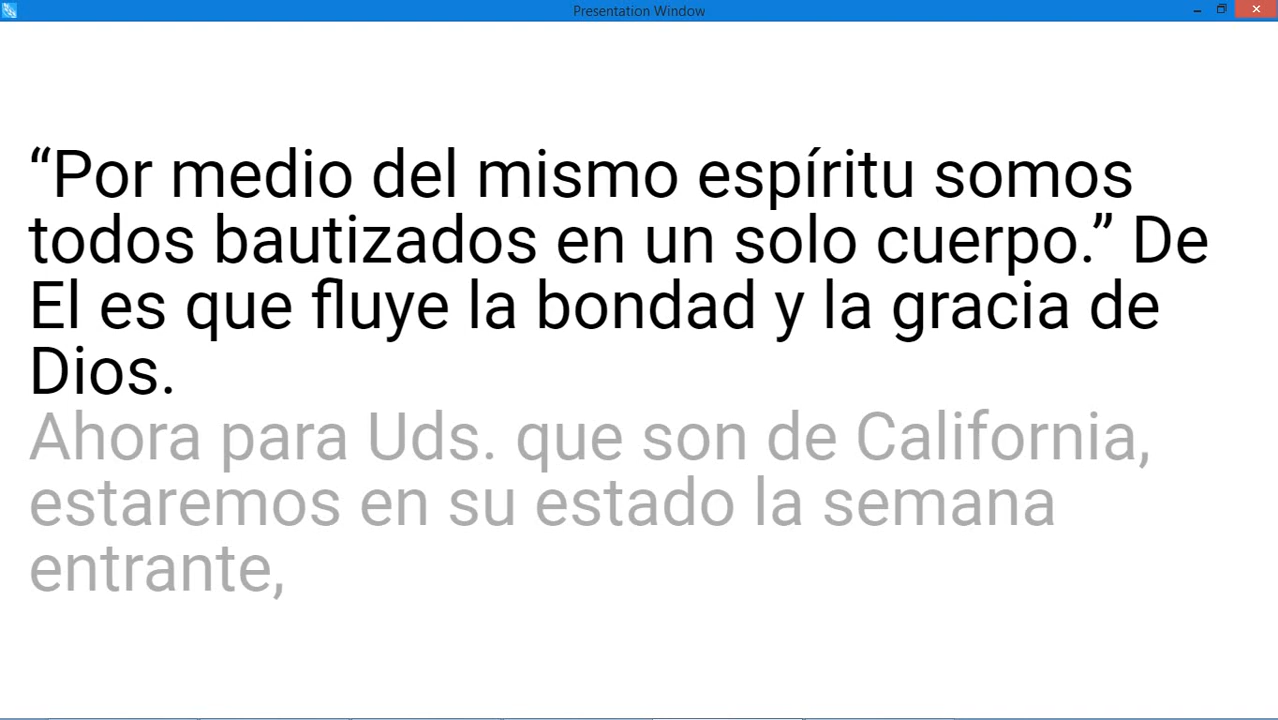 Presentation Window
“Por medio del mismo espíritu somos
todos bautizados en un solo cuerpo.” De
El es que fluye la bondad y la gracia de
Dios.
Ahora para Uds. que son de California,
estaremos en su estado la semana
entrante,